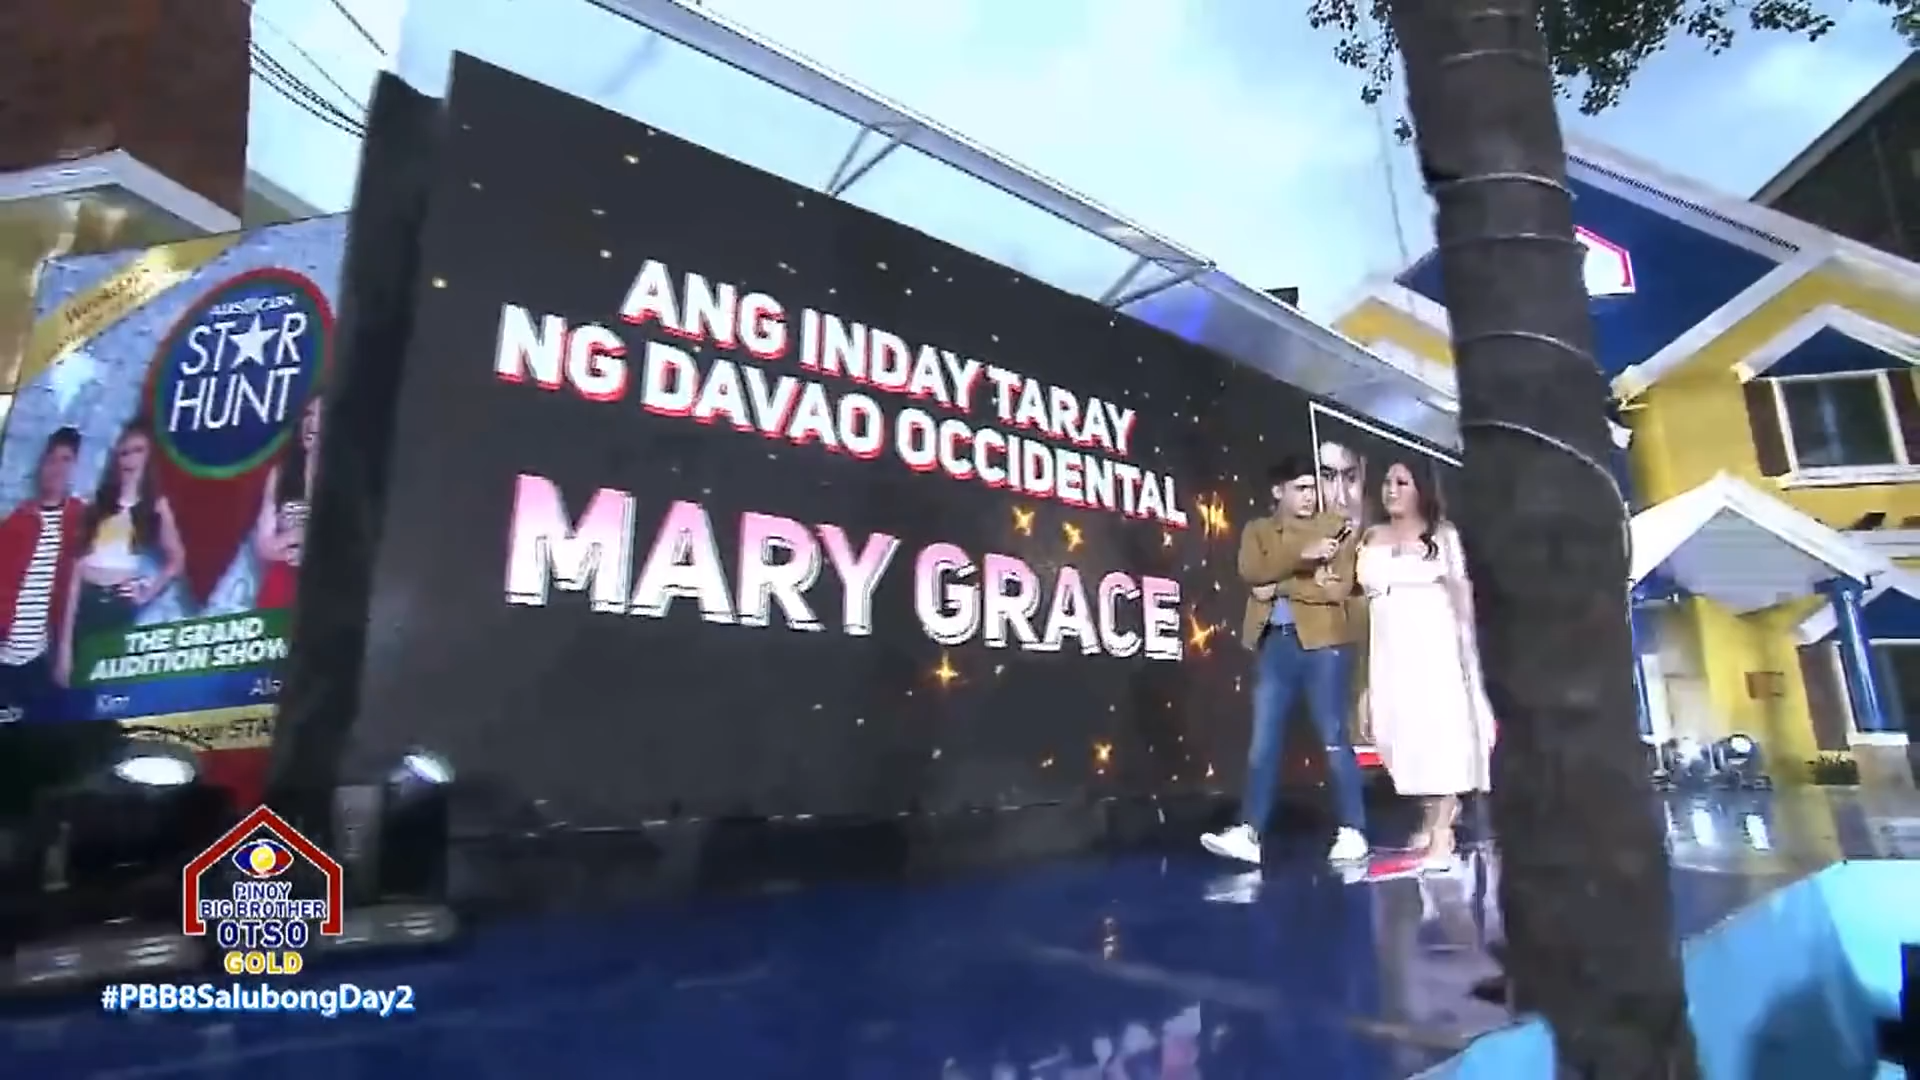 ANG INDAY TARAY
NG DAVAO OCCIDENTAL
MARY GRACE
STAR
HUNT
THE GRAND
AUDITION SHOW
Kim
PINOY
BIG BROTHER
OTSO
GOLD
#PBB8SalubongDay2